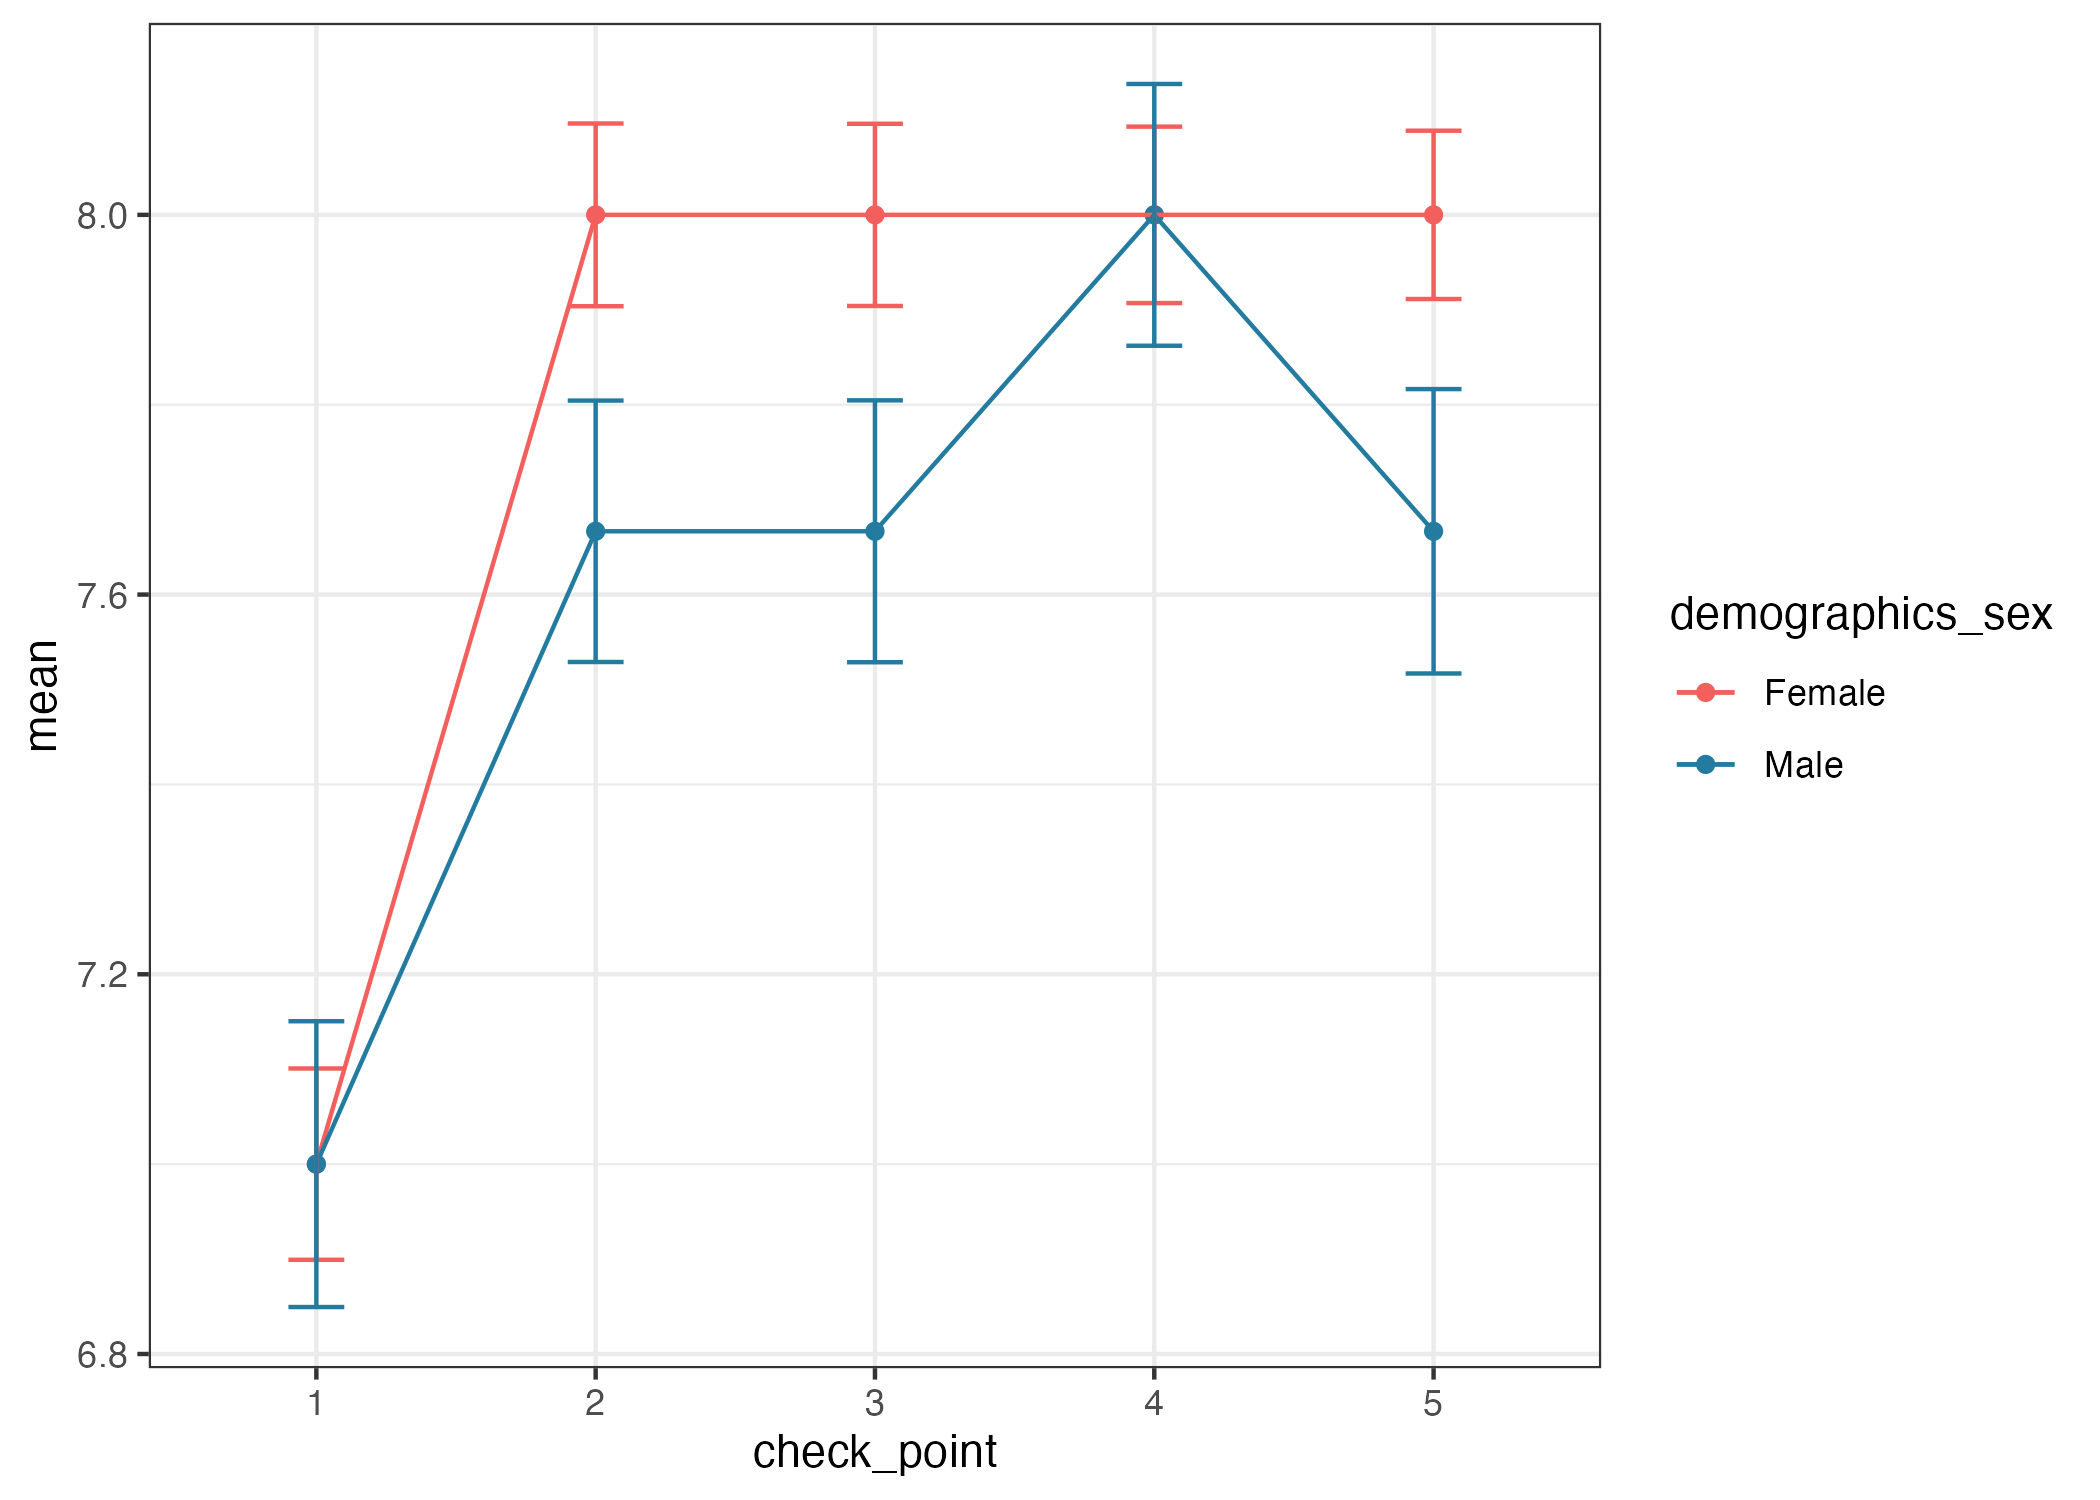 8.0
7.6
7.2
6.8
mean
1 2 3 4 5
check_point
demographics_sex
Female
Male